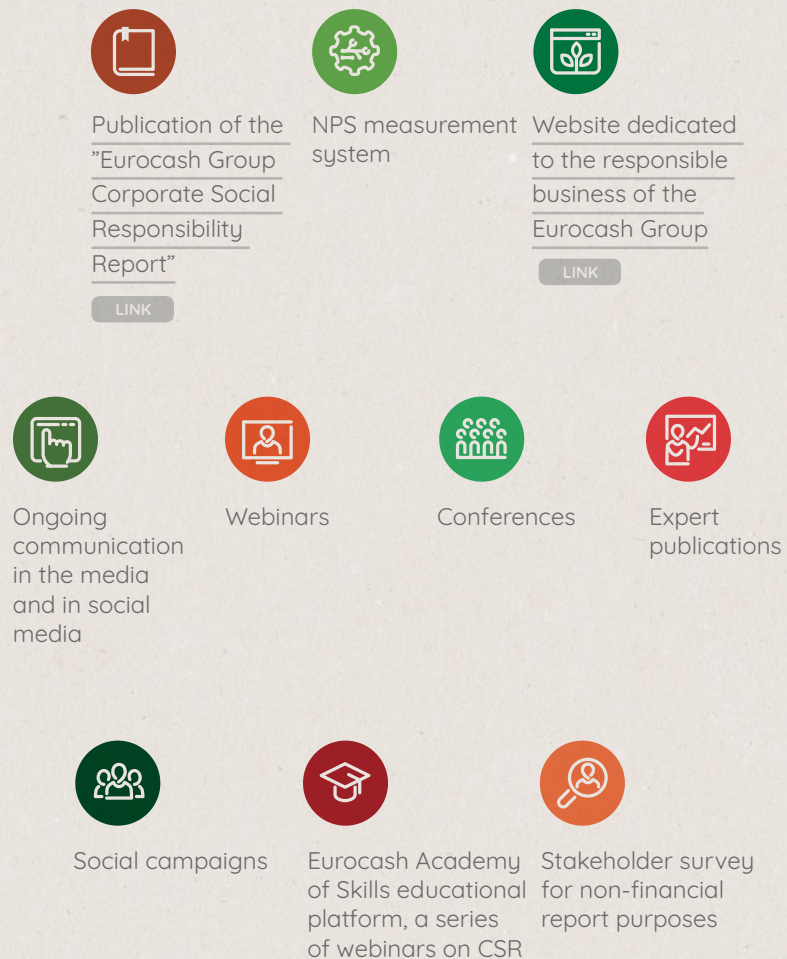 Publication of the
”Eurocash Group
Corporate Social
Responsibility
Report”
LINK
NPS measurement
system
Website dedicated
to the responsible
business of the
Eurocash Group
LINK
Ongoing
communication
in the media
and in social
media
Webinars
Conferences
Expert
publications
Social campaigns
Eurocash Academy
of Skills educational
platform, a series
of webinars on CSR
Stakeholder survey
for non-financial
report purposes